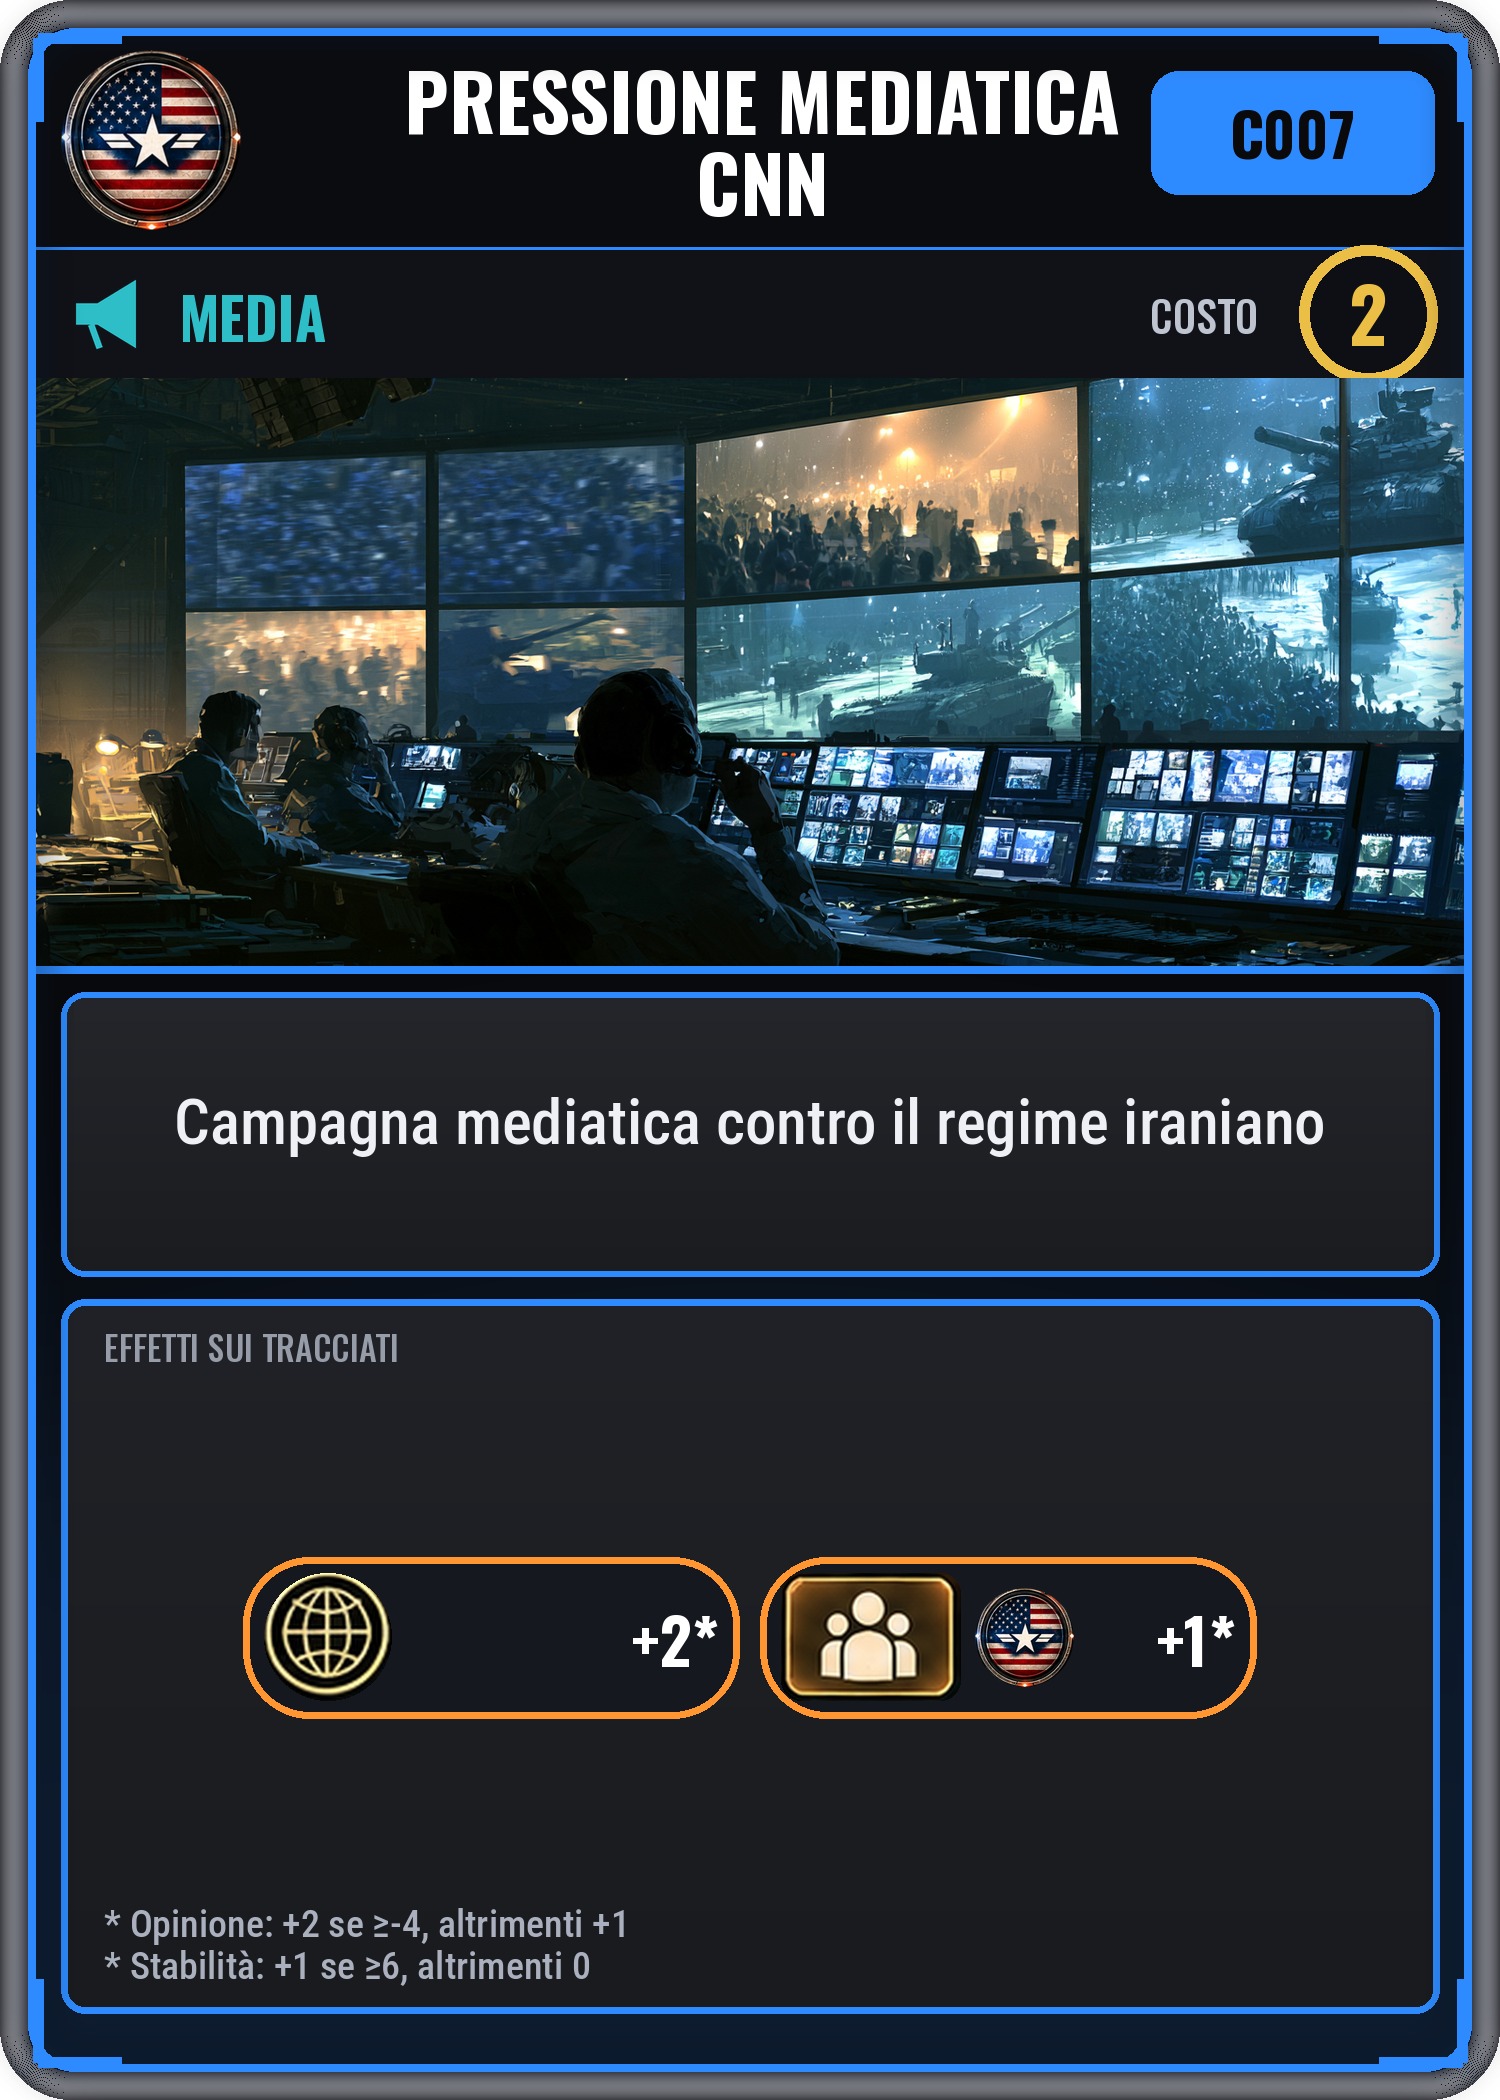 PRESSIONE MEDIATICA
CNN
C007
MEDIA
COSTO
2
Campagna mediatica contro il regime iraniano
EFFETTI SUI TRACCIATI
+2*
+1*
* Opinione: +2 se ≥-4, altrimenti +1
* Stabilità: +1 se ≥6, altrimenti 0